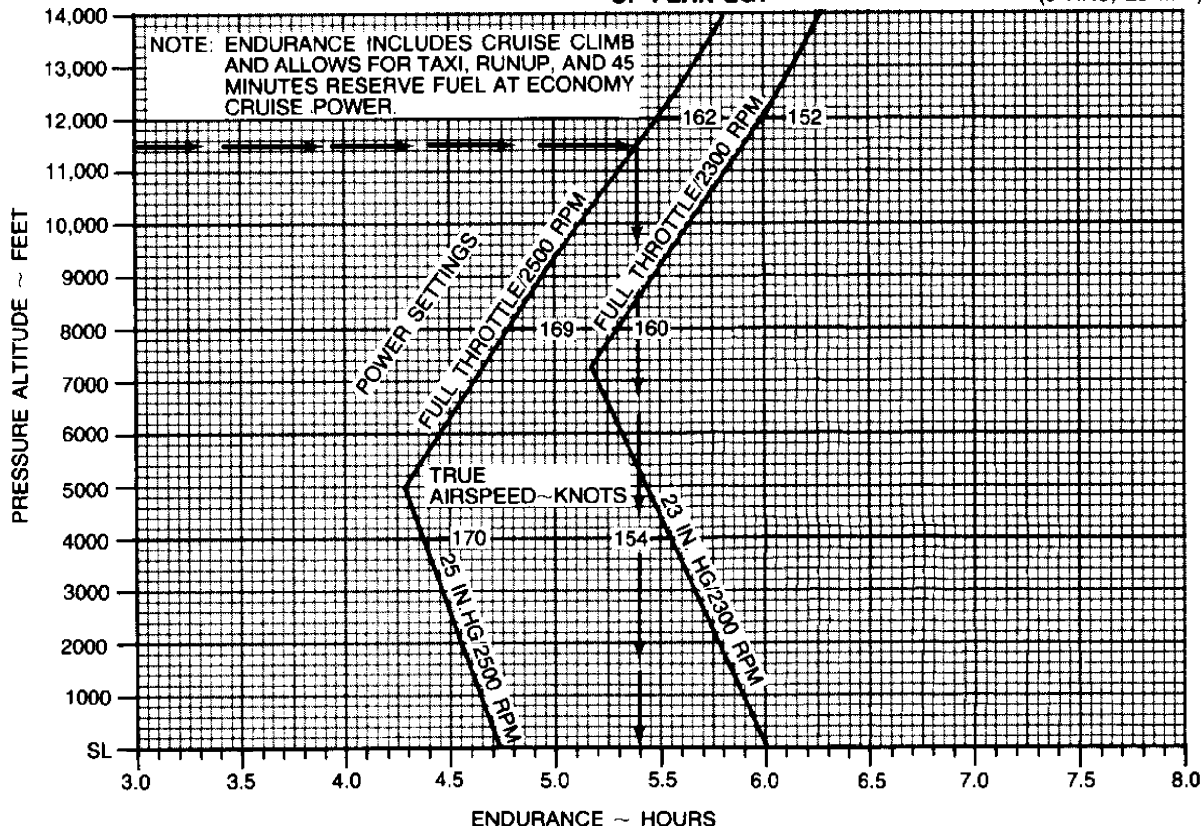 14,000
NOTE: ENDURANCE INCLUDES CRUISE CLIMB
AND ALLOWS FOR TAXI, RUNUP, AND 45
MINUTES RESERVE FUEL AT ECONOMY
CRUISE POWER.
13,000
12,000
11,000
10,000
9000
8000
7000
6000
5000
4000
3000
2000
1000
SL
PRESSURE ALTITUDE ~ FEET
162
152
169
160
170
154
POWER SETTINGS
FULL THROTTLE/2500 RPM
FULL THROTTLE/2300 RPM
TRUE
AIRSPEED~KNOTS
25 IN HG/2500 RPM
23 IN HG/2300 RPM
3.0 3.5 4.0 4.5 5.0 5.5 6.0 6.5 7.0 7.5 8.0
ENDURANCE ~ HOURS